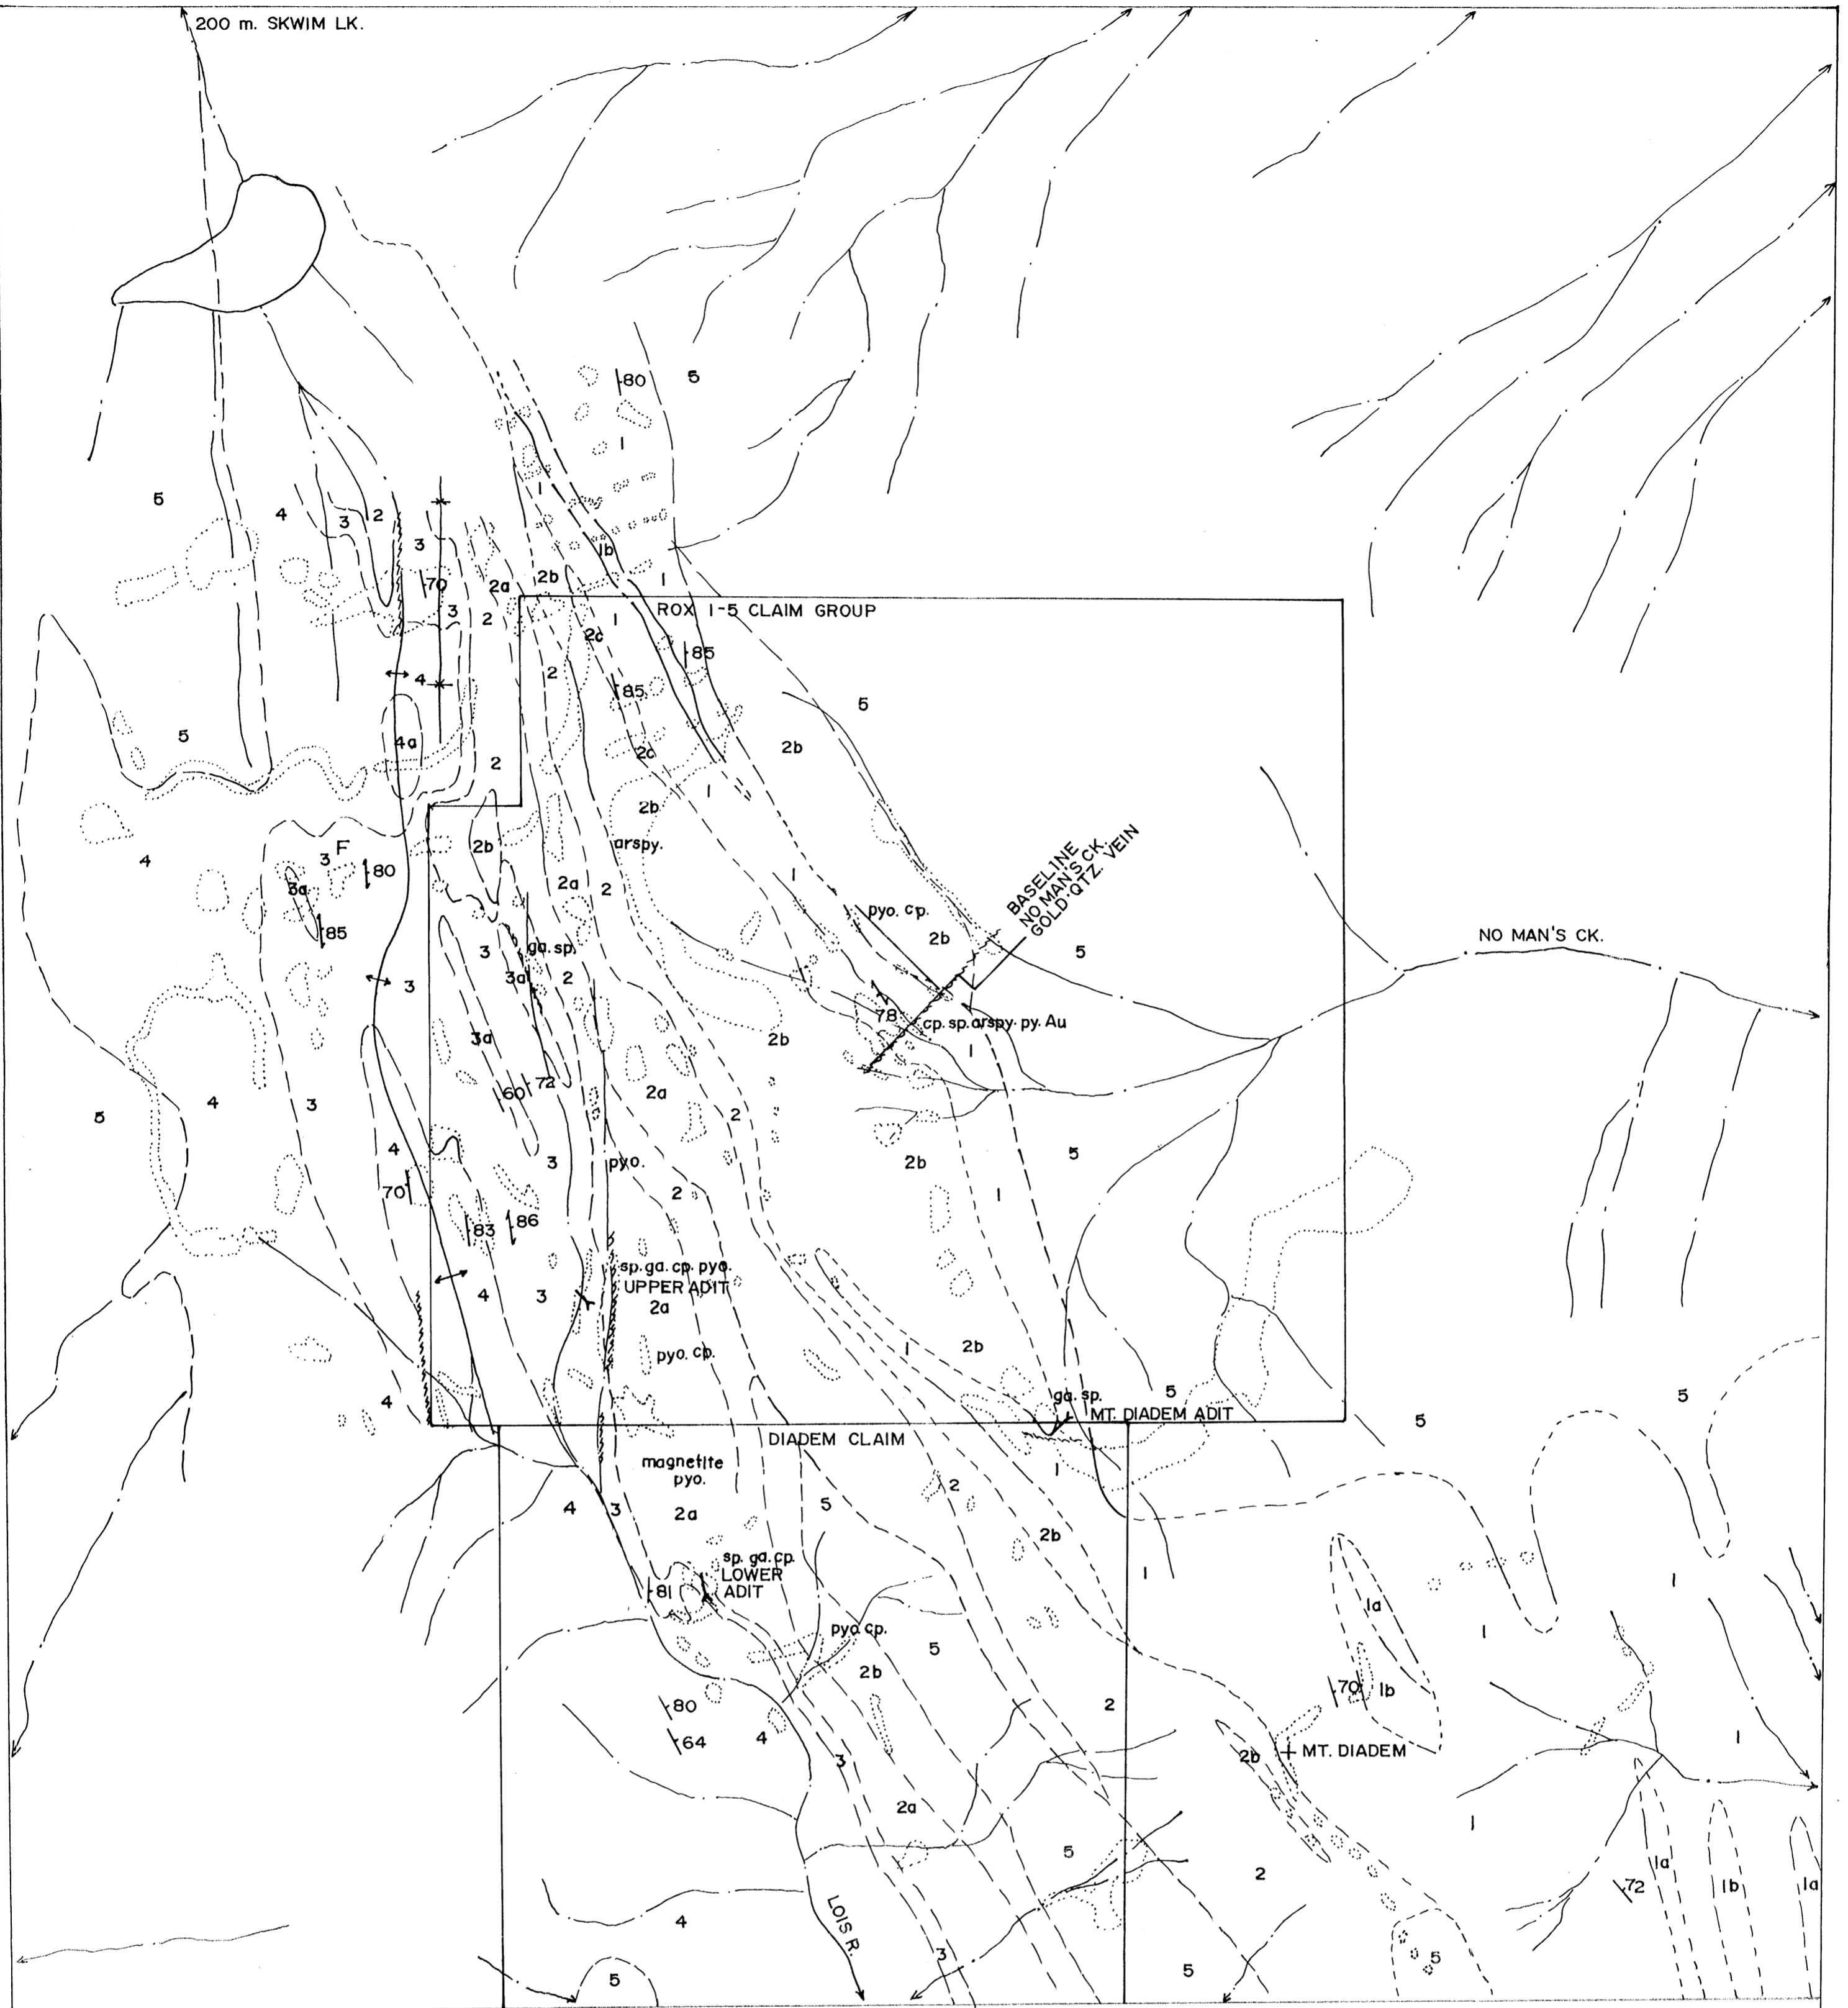 200 m. SKWIM LK.
80
5
1
5
4
3
2
1
3
1b
70
2a
2b
1
3
2
ROX 1-5 CLAIM GROUP
1
2c
85
2
4
85
5
5
4a
2c
2b
2
1
2b
F
3
4
2b
arspy.
80
1
3a
2a
2
BASELINE
NO MAN'S CK.
GOLD QTZ. VEIN
pyo. cp.
85
2b
NO MAN'S CK.
3
ga. sp.
5
3a
2
3
78
cp. sp. arspy. py. Au
3a
2b
1
60
72
2a
5
4
3
2
4
3
pyo.
2b
5
70
2
1
83
86
sp. ga. cp. pyo.
UPPER ADIT
4
3
2a
pyo. cp.
1
2b
4
ga. sp.
5
5
MT. DIADEM ADIT
5
DIADEM CLAIM
magnetite
pyo.
1
2
4
3
2a
5
2b
sp. ga. cp.
LOWER
ADIT
81
1
1
1a
pyo. cp.
1
5
2b
70
1b
80
2
64
4
3
2b
MT. DIADEM
1
2a
1
5
2
1a
72
1b
1a
LOIS R.
4
3
5
5
5